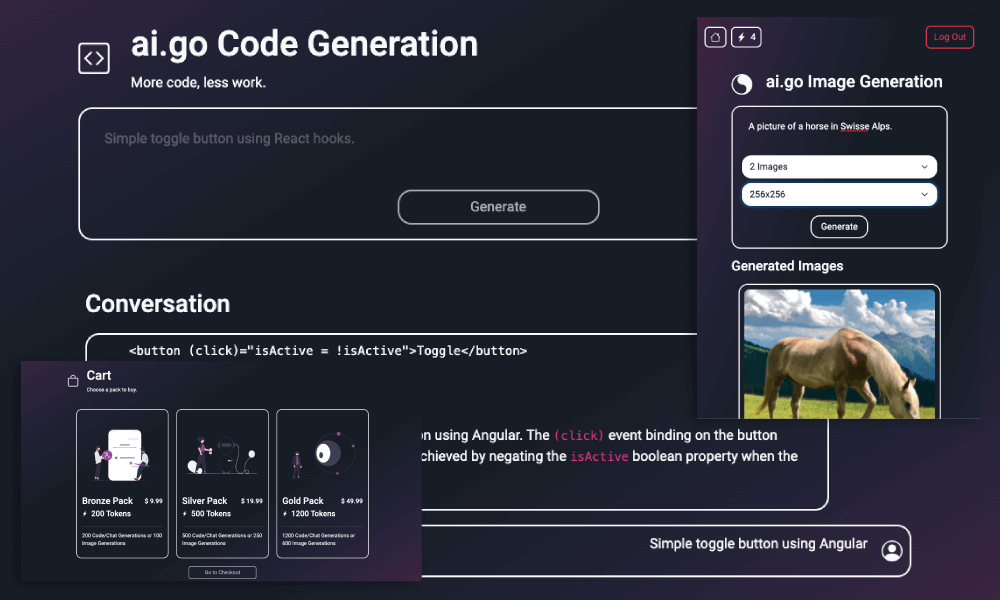 ai.go Code Generation
More code, less work.
Simple toggle button using React hooks.
Generate
Conversation
<button (click)="isActive = !isActive">Toggle</button>
on using Angular. The (click) event binding on the button
chieved by negating the isActive boolean property when the
Simple toggle button using Angular
4
Log Out
ai.go Image Generation
A picture of a horse in Swisse Alps.
2 Images
256x256
Generate
Generated Images
Cart
Choose a pack to buy.
Bronze Pack $ 9.99
200 Tokens
200 Code/Chat Generations or 100
Image Generations
Silver Pack $ 19.99
500 Tokens
500 Code/Chat Generations or 250
Image Generations
Gold Pack $ 49.99
1200 Tokens
1200 Code/Chat Generations or
600 Image Generations
Go to Checkout